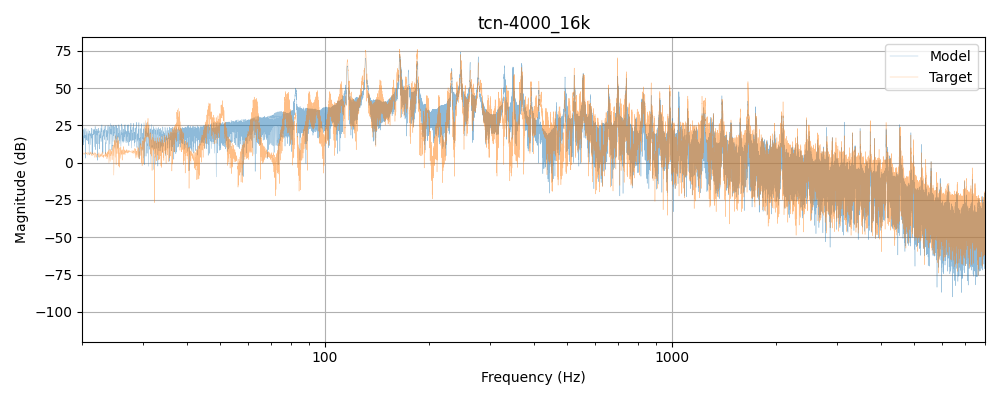 tcn-4000_16k
Magnitude (dB)
75
50
25
0
−25
−50
−75
−100
Model
Target
100
1000
Frequency (Hz)